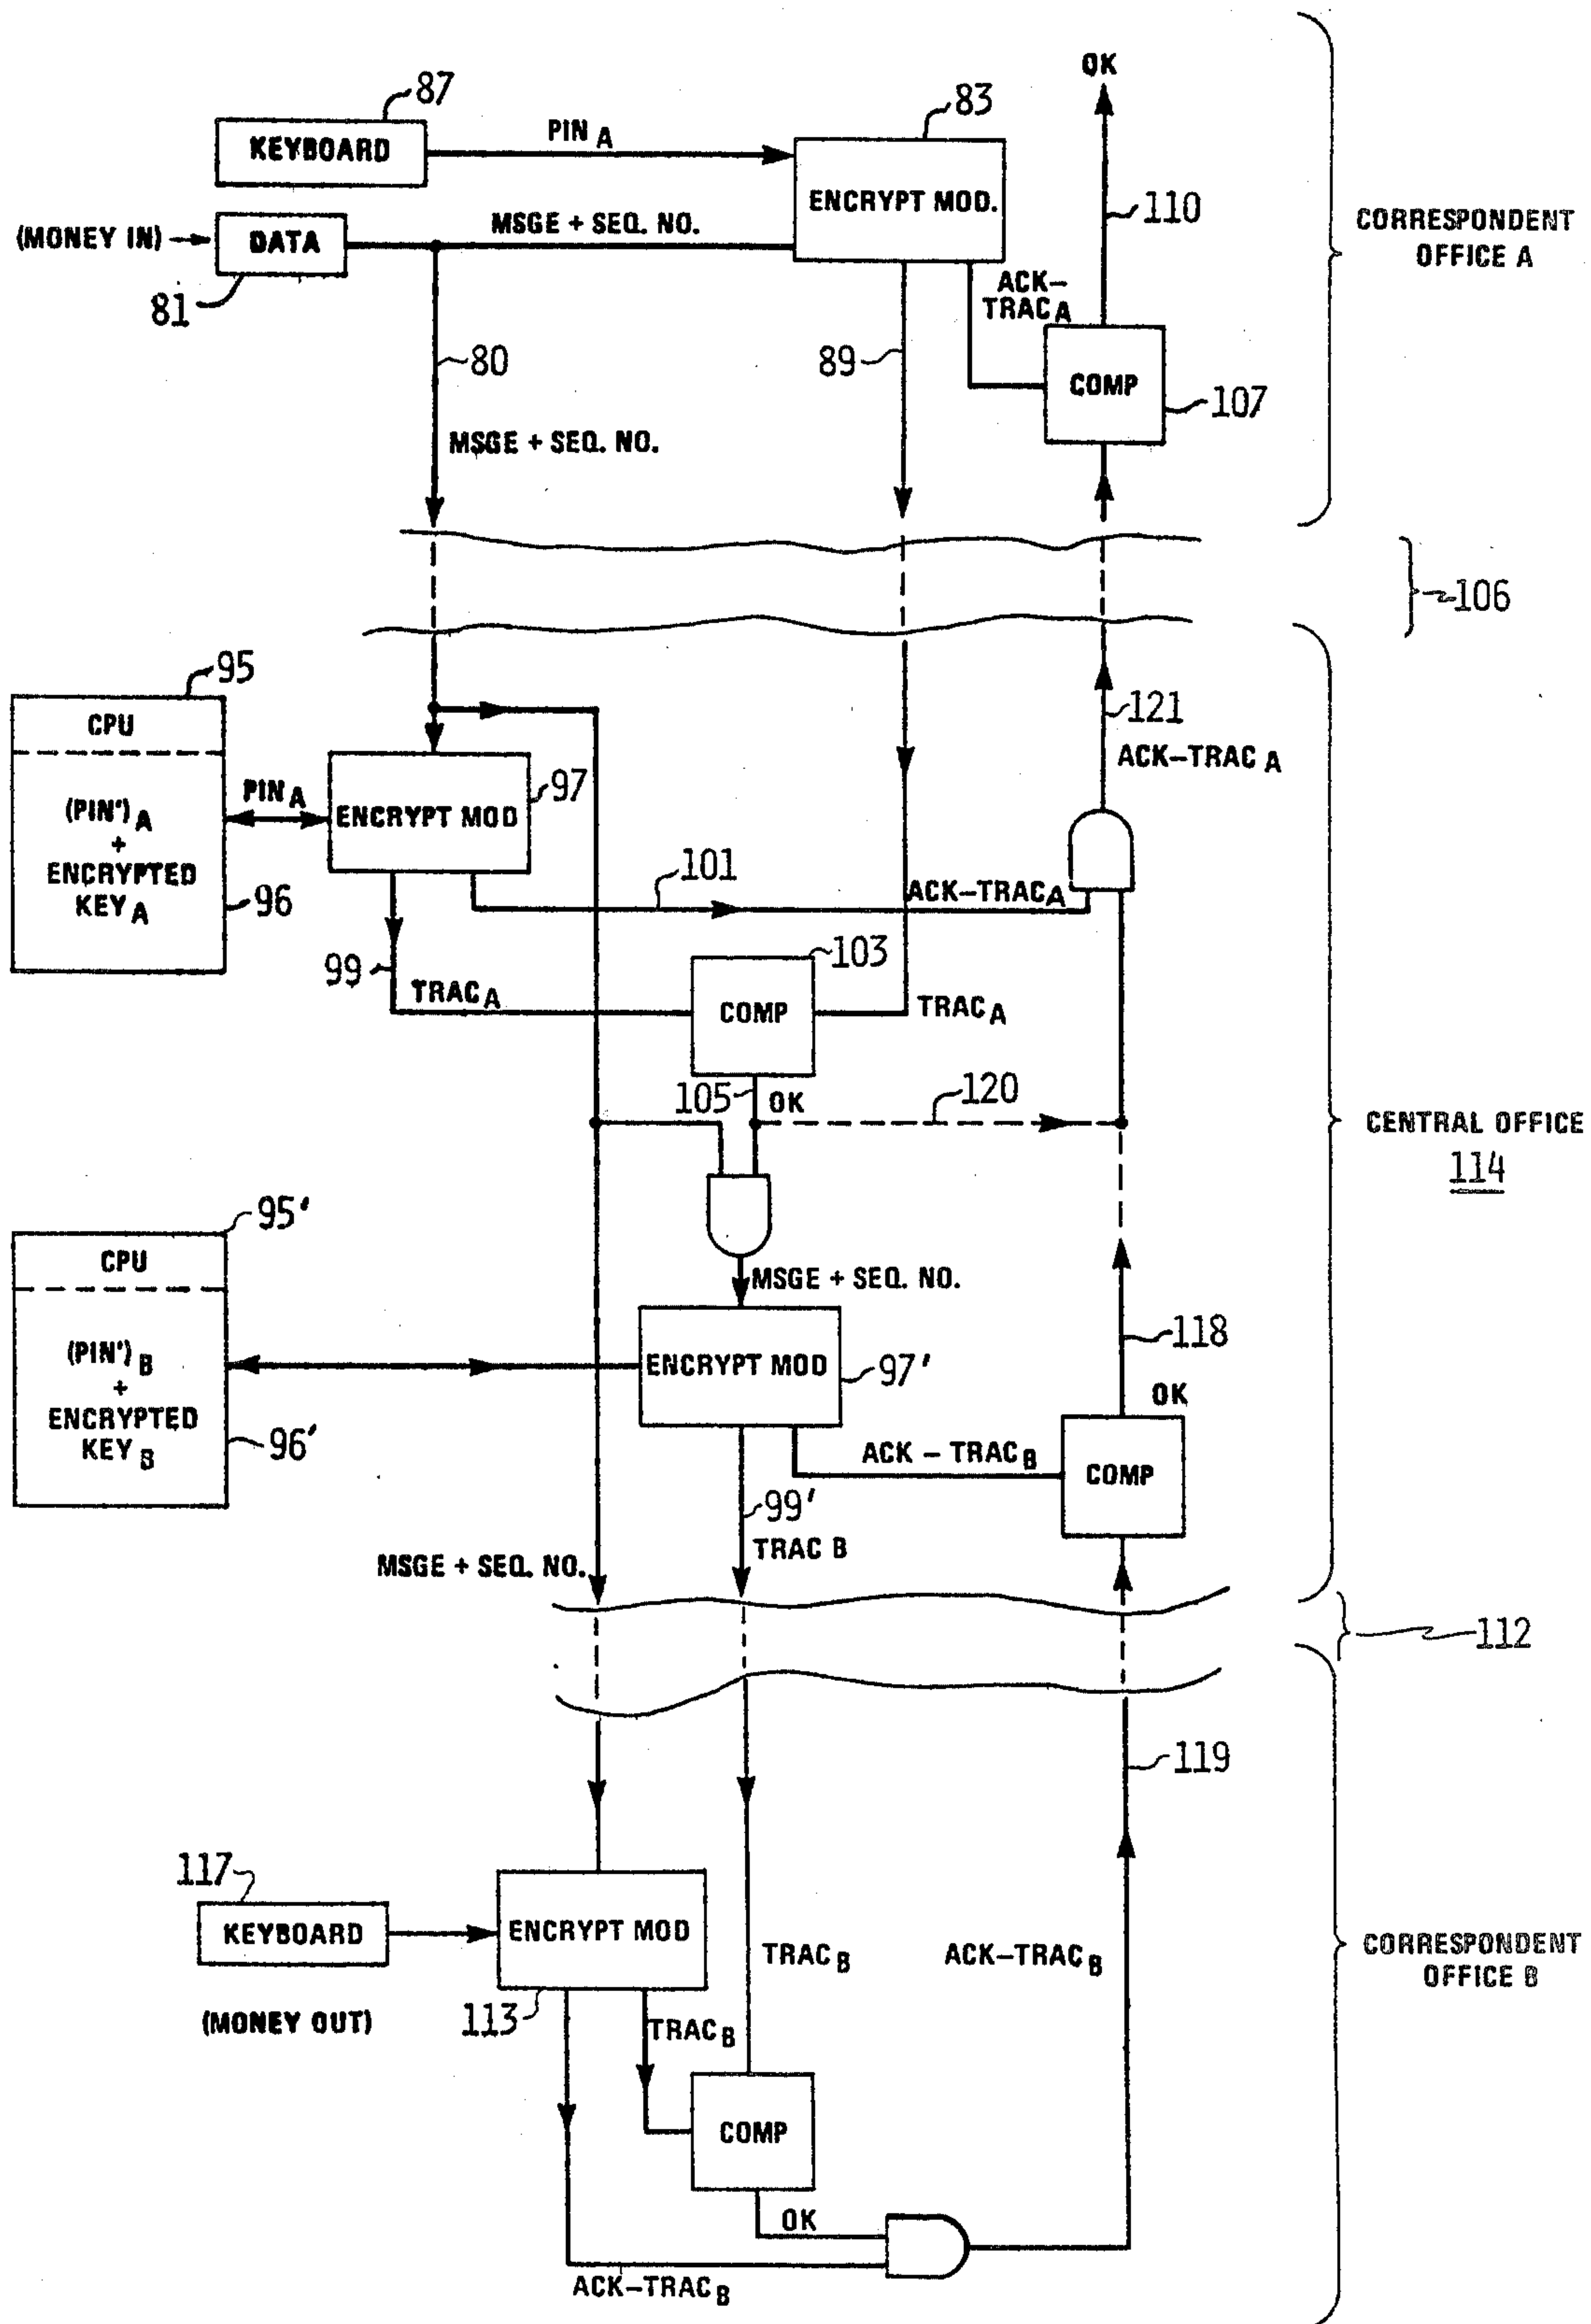 OK
87
83
KEYBOARD
PIN A
ENCRYPT MOD.
110
(MONEY IN)
DATA
MSGE + SEQ. NO.
CORRESPONDENT
OFFICE A
81
ACK-
TRAC A
80
89
COMP
107
MSGE + SEQ. NO.
106
95
CPU
121
ACK-TRAC A
97
PIN A
(PIN') A
+
ENCRYPTED
KEY A
ENCRYPT MOD
96
101
ACK-TRAC A
103
99
TRAC A
COMP
TRAC A
105
OK
120
CENTRAL OFFICE
114
95'
CPU
MSGE + SEQ. NO.
118
(PIN') B
+
ENCRYPTED
KEY B
ENCRYPT MOD
97'
OK
96'
ACK - TRAC B
COMP
99'
TRAC B
MSGE + SEQ. NO.
112
119
117
KEYBOARD
ENCRYPT MOD
TRAC B
ACK-TRAC B
CORRESPONDENT
OFFICE B
(MONEY OUT)
113
TRAC B
COMP
OK
ACK-TRAC B